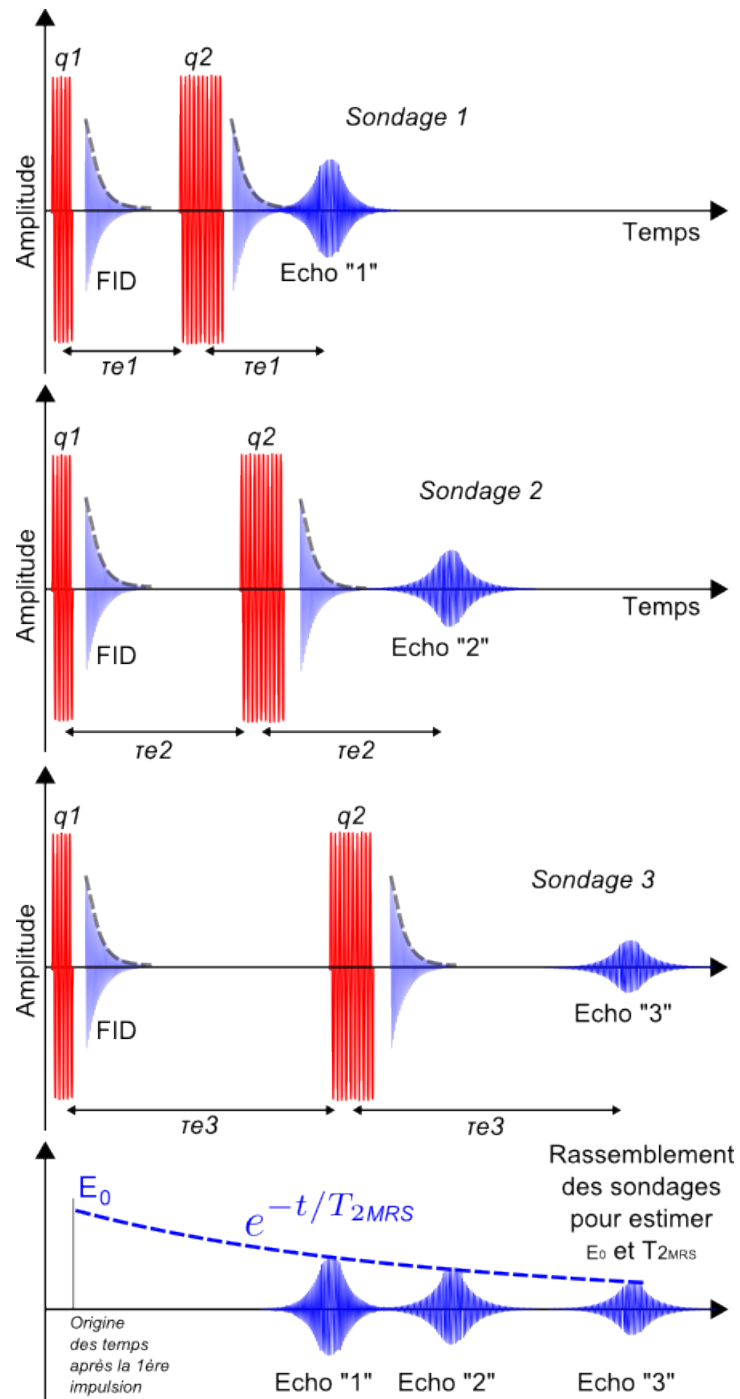 q1
q2
Sondage 1
Amplitude
Temps
FID
Echo "1"
τe1
τe1
q1
q2
Sondage 2
Amplitude
Temps
FID
Echo "2"
τe2
τe2
q1
q2
Sondage 3
Amplitude
FID
Echo "3"
τe3
τe3
Rassemblement
des sondages
pour estimer
E₀ et T₂MRS
E₀
e^{-t/T_{2MRS}}
Origine
des temps
après la 1ère
impulsion
Echo "1"
Echo "2"
Echo "3"